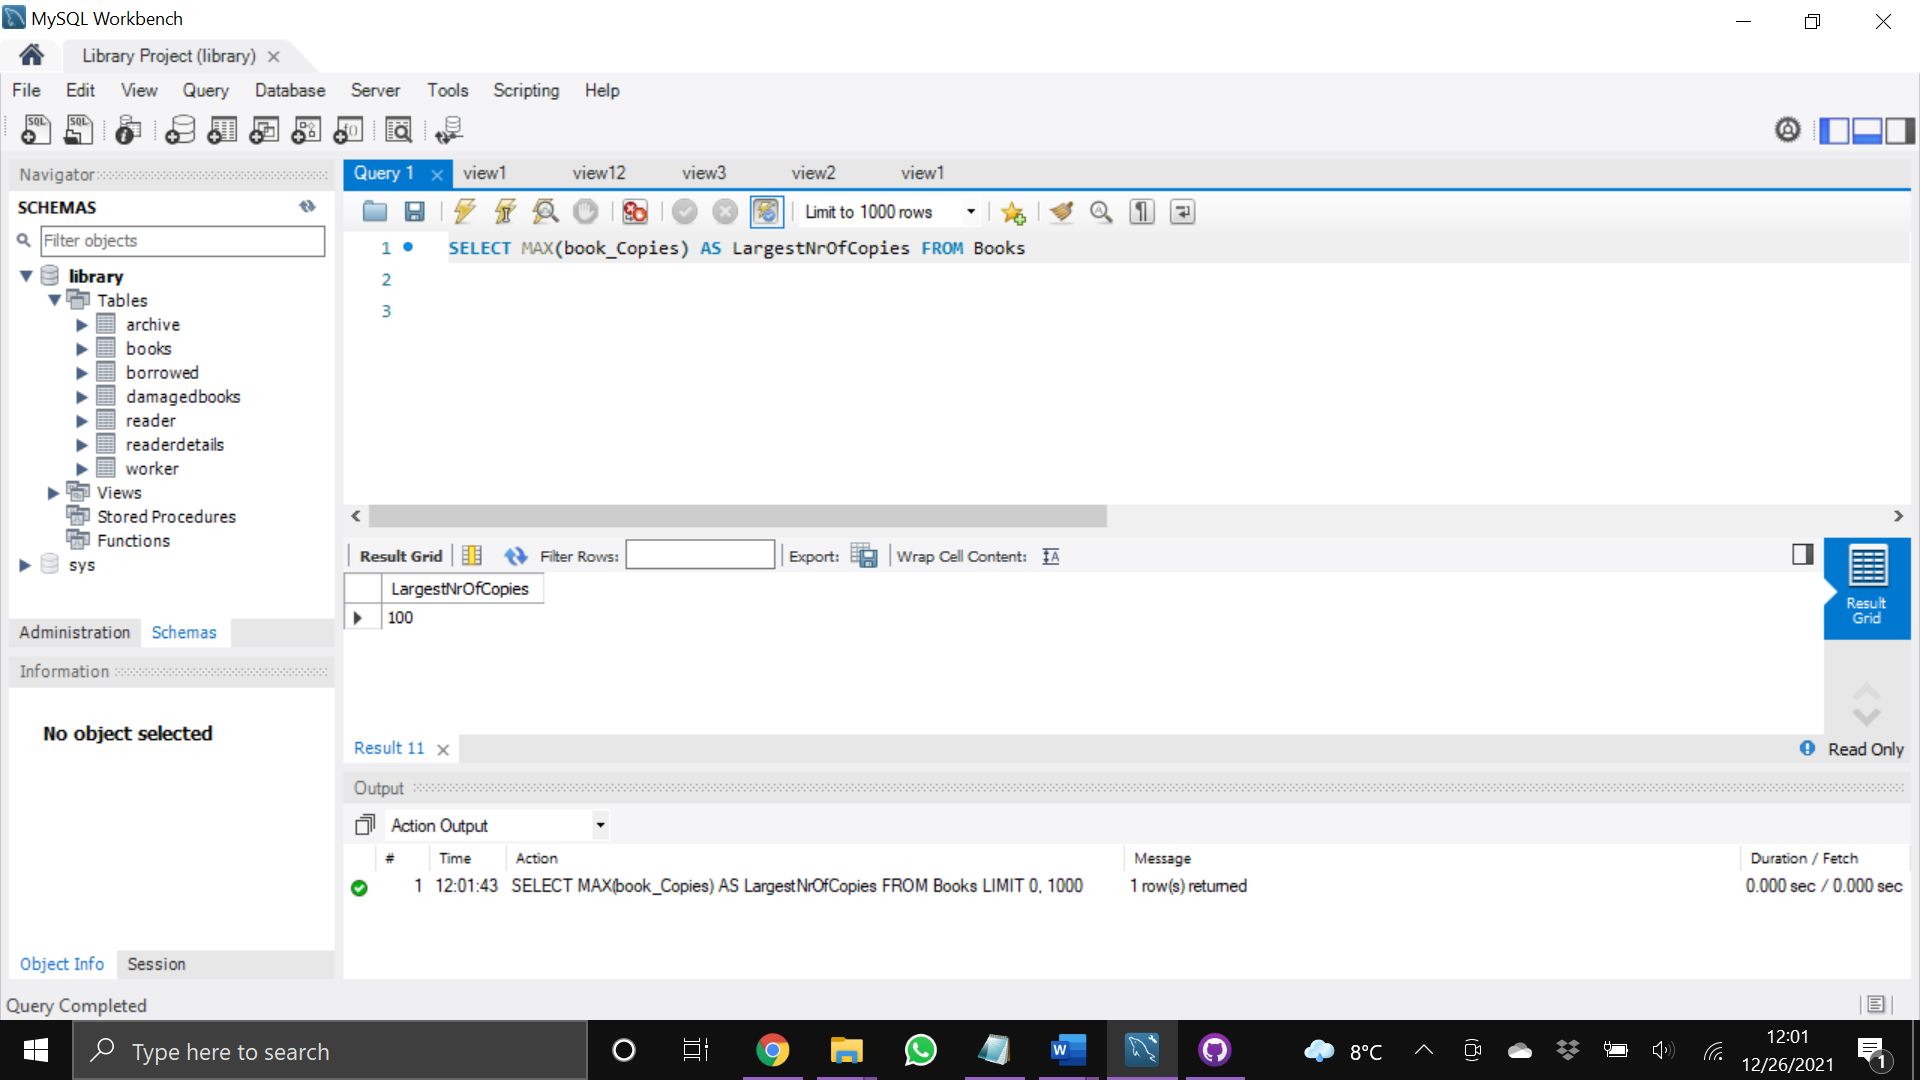 MySQL Workbench
Library Project (library)
File Edit View Query Database Server Tools Scripting Help
Navigator
SCHEMAS
Filter objects
library
Tables
archive
books
borrowed
damagedbooks
reader
readerdetails
worker
Views
Stored Procedures
Functions
sys
Administration Schemas
Information
No object selected
Object Info Session
Query 1 view1 view12 view3 view2 view1
Limit to 1000 rows
1 SELECT MAX(book_Copies) AS LargestNrOfCopies FROM Books
2
3
Result Grid Filter Rows: Export: Wrap Cell Content:
LargestNrOfCopies
100
Result Grid
Result 11
Read Only
Output
Action Output
# Time Action Message Duration / Fetch
1 12:01:43 SELECT MAX(book_Copies) AS LargestNrOfCopies FROM Books LIMIT 0, 1000 1 row(s) returned 0.000 sec / 0.000 sec
Query Completed
Type here to search
8°C
12:01
12/26/2021
1